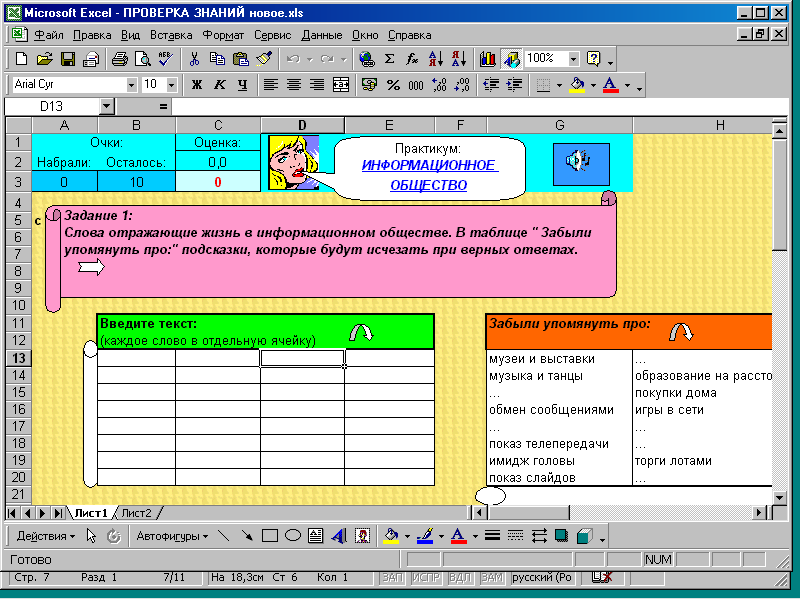 Microsoft Excel - ПРОВЕРКА ЗНАНИЙ новое.xls
Файл Правка Вид Вставка Формат Сервис Данные Окно Справка
100%
Arial Cyr 10 Ж К Ч % 000
D13 =
A B C D E F G H
1 Очки: Оценка:
2 Набрали: Осталось: 0,0
3 0 10 0
Практикум:
ИНФОРМАЦИОННОЕ
ОБЩЕСТВО
4
5 с
6
7
8
9
10
Задание 1:
Слова отражающие жизнь в информационном обществе. В таблице " Забыли
упомянуть про:" подсказки, которые будут исчезать при верных ответах.
11 Введите текст: Забыли упомянуть про:
12 (каждое слово в отдельную ячейку)
13 музеи и выставки ...
14 музыка и танцы образование на рассто
15 ... покупки дома
16 обмен сообщениями игры в сети
17 ... ...
18 показ телепередачи ...
19 имидж головы торги лотами
20 показ слайдов ...
21
Лист1 Лист2
Действия Автофигуры
Готово NUM
Стр. 7 Разд 1 7/11 На 18,3см Ст 6 Кол 1 ЗАП ИСПР ВДЛ ЗАМ русский (Ро